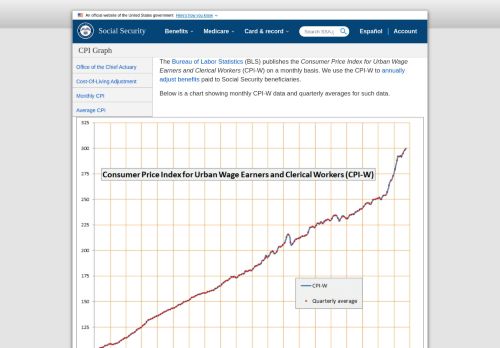 An official website of the United States government Here's how you know
Social Security
Benefits
Medicare
Card & record
Search SSA.g
Español
Account
CPI Graph
Office of the Chief Actuary
Cost-Of-Living Adjustment
Monthly CPI
Average CPI
The Bureau of Labor Statistics (BLS) publishes the Consumer Price Index for Urban Wage
Earners and Clerical Workers (CPI-W) on a monthly basis. We use the CPI-W to annually
adjust benefits paid to Social Security beneficiaries.
Below is a chart showing monthly CPI-W data and quarterly averages for such data.
325
300
Consumer Price Index for Urban Wage Earners and Clerical Workers (CPI-W)
275
250
225
200
175
CPI-W
150
Quarterly average
125